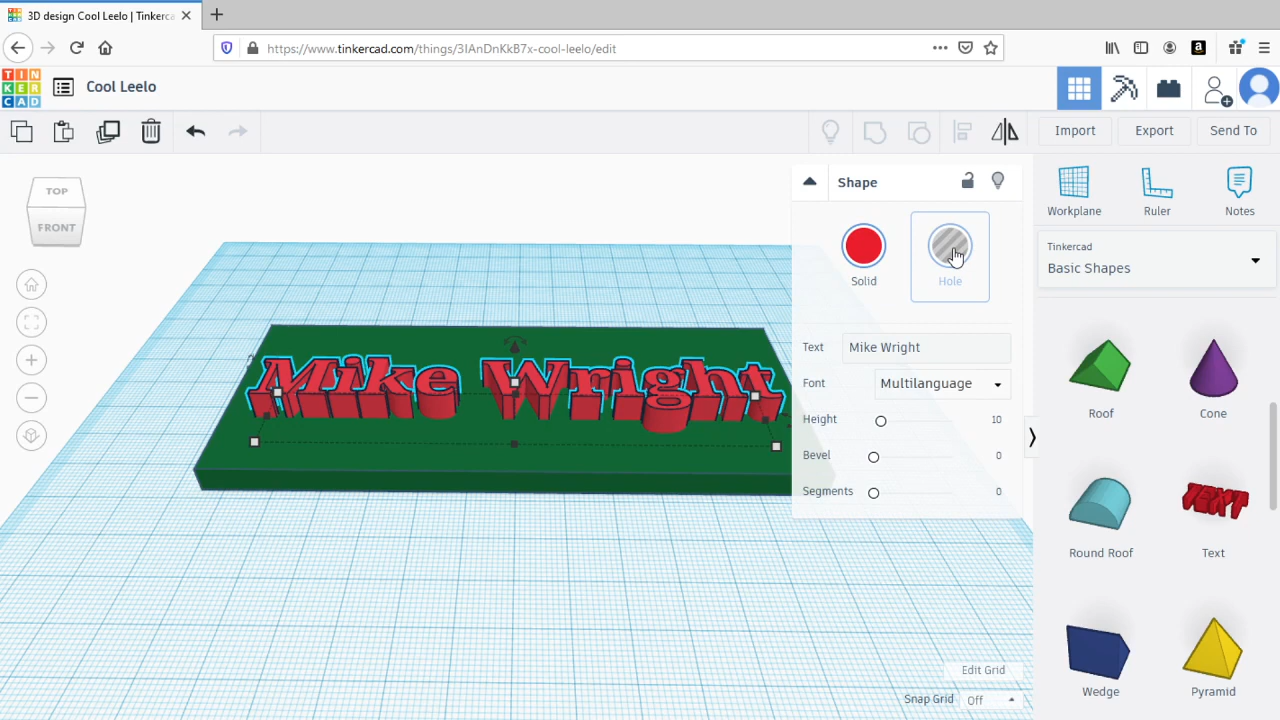 3D design Cool Leelo | Tinkerca
https://www.tinkercad.com/things/3IAnDnKkB7x-cool-leelo/edit
TIN
KER
CAD
Cool Leelo
Import
Export
Send To
TOP
FRONT
Shape
Solid
Hole
Text
Mike Wright
Font
Multilanguage
Height
10
Bevel
0
Segments
0
Mike Wright
Workplane
Ruler
Notes
Tinkercad
Basic Shapes
Roof
Cone
TEXT
Round Roof
Text
Wedge
Pyramid
Edit Grid
Snap Grid
Off